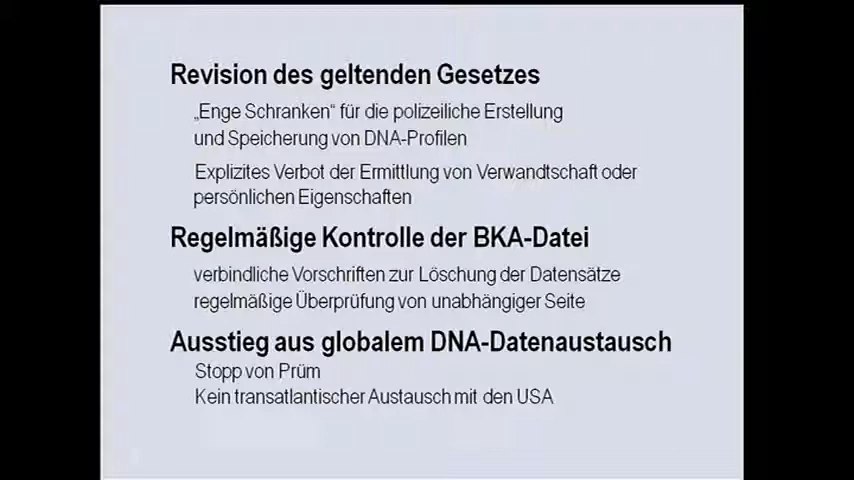 Revision des geltenden Gesetzes
„Enge Schranken“ für die polizeiliche Erstellung
und Speicherung von DNA-Profilen
Explizites Verbot der Ermittlung von Verwandtschaft oder
persönlichen Eigenschaften
Regelmäßige Kontrolle der BKA-Datei
verbindliche Vorschriften zur Löschung der Datensätze
regelmäßige Überprüfung von unabhängiger Seite
Ausstieg aus globalem DNA-Datenaustausch
Stopp von Prüm
Kein transatlantischer Austausch mit den USA